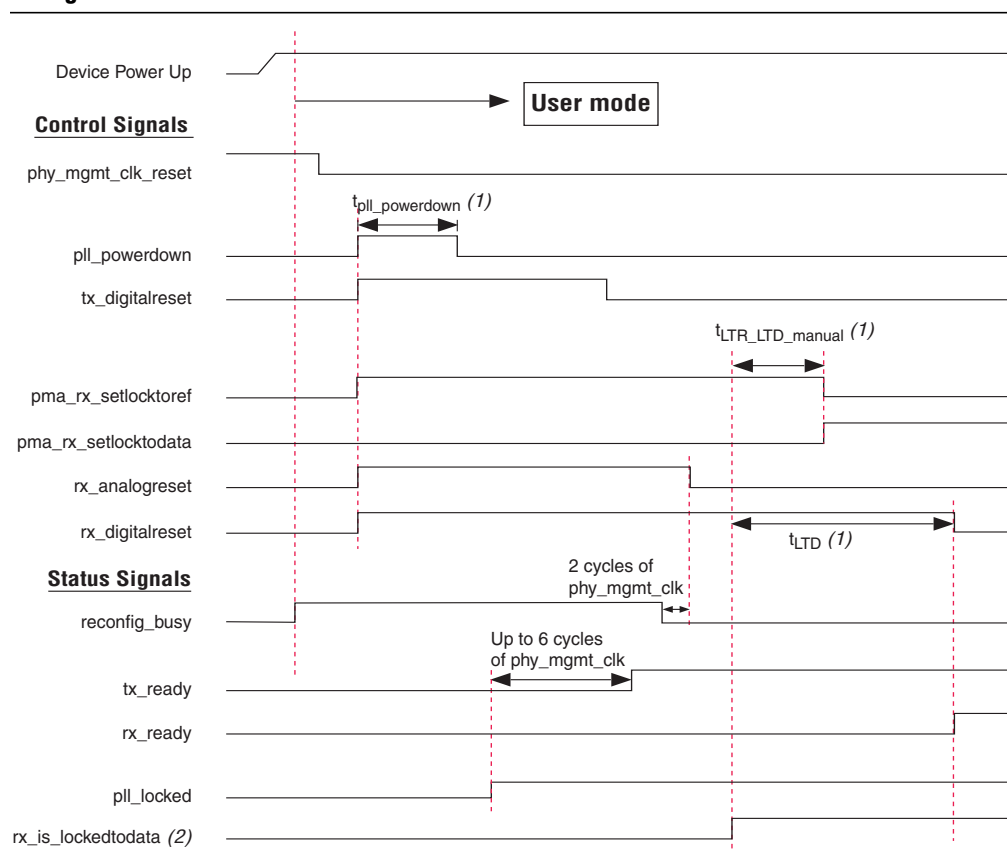 Device Power Up
User mode
Control Signals
phy_mgmt_clk_reset
tpll_powerdown (1)
pll_powerdown
tx_digitalreset
tLTR_LTD_manual (1)
pma_rx_setlocktoref
pma_rx_setlocktodata
rx_analogreset
rx_digitalreset
tLTD (1)
Status Signals
2 cycles of
phy_mgmt_clk
reconfig_busy
Up to 6 cycles
of phy_mgmt_clk
tx_ready
rx_ready
pll_locked
rx_is_lockedtodata (2)